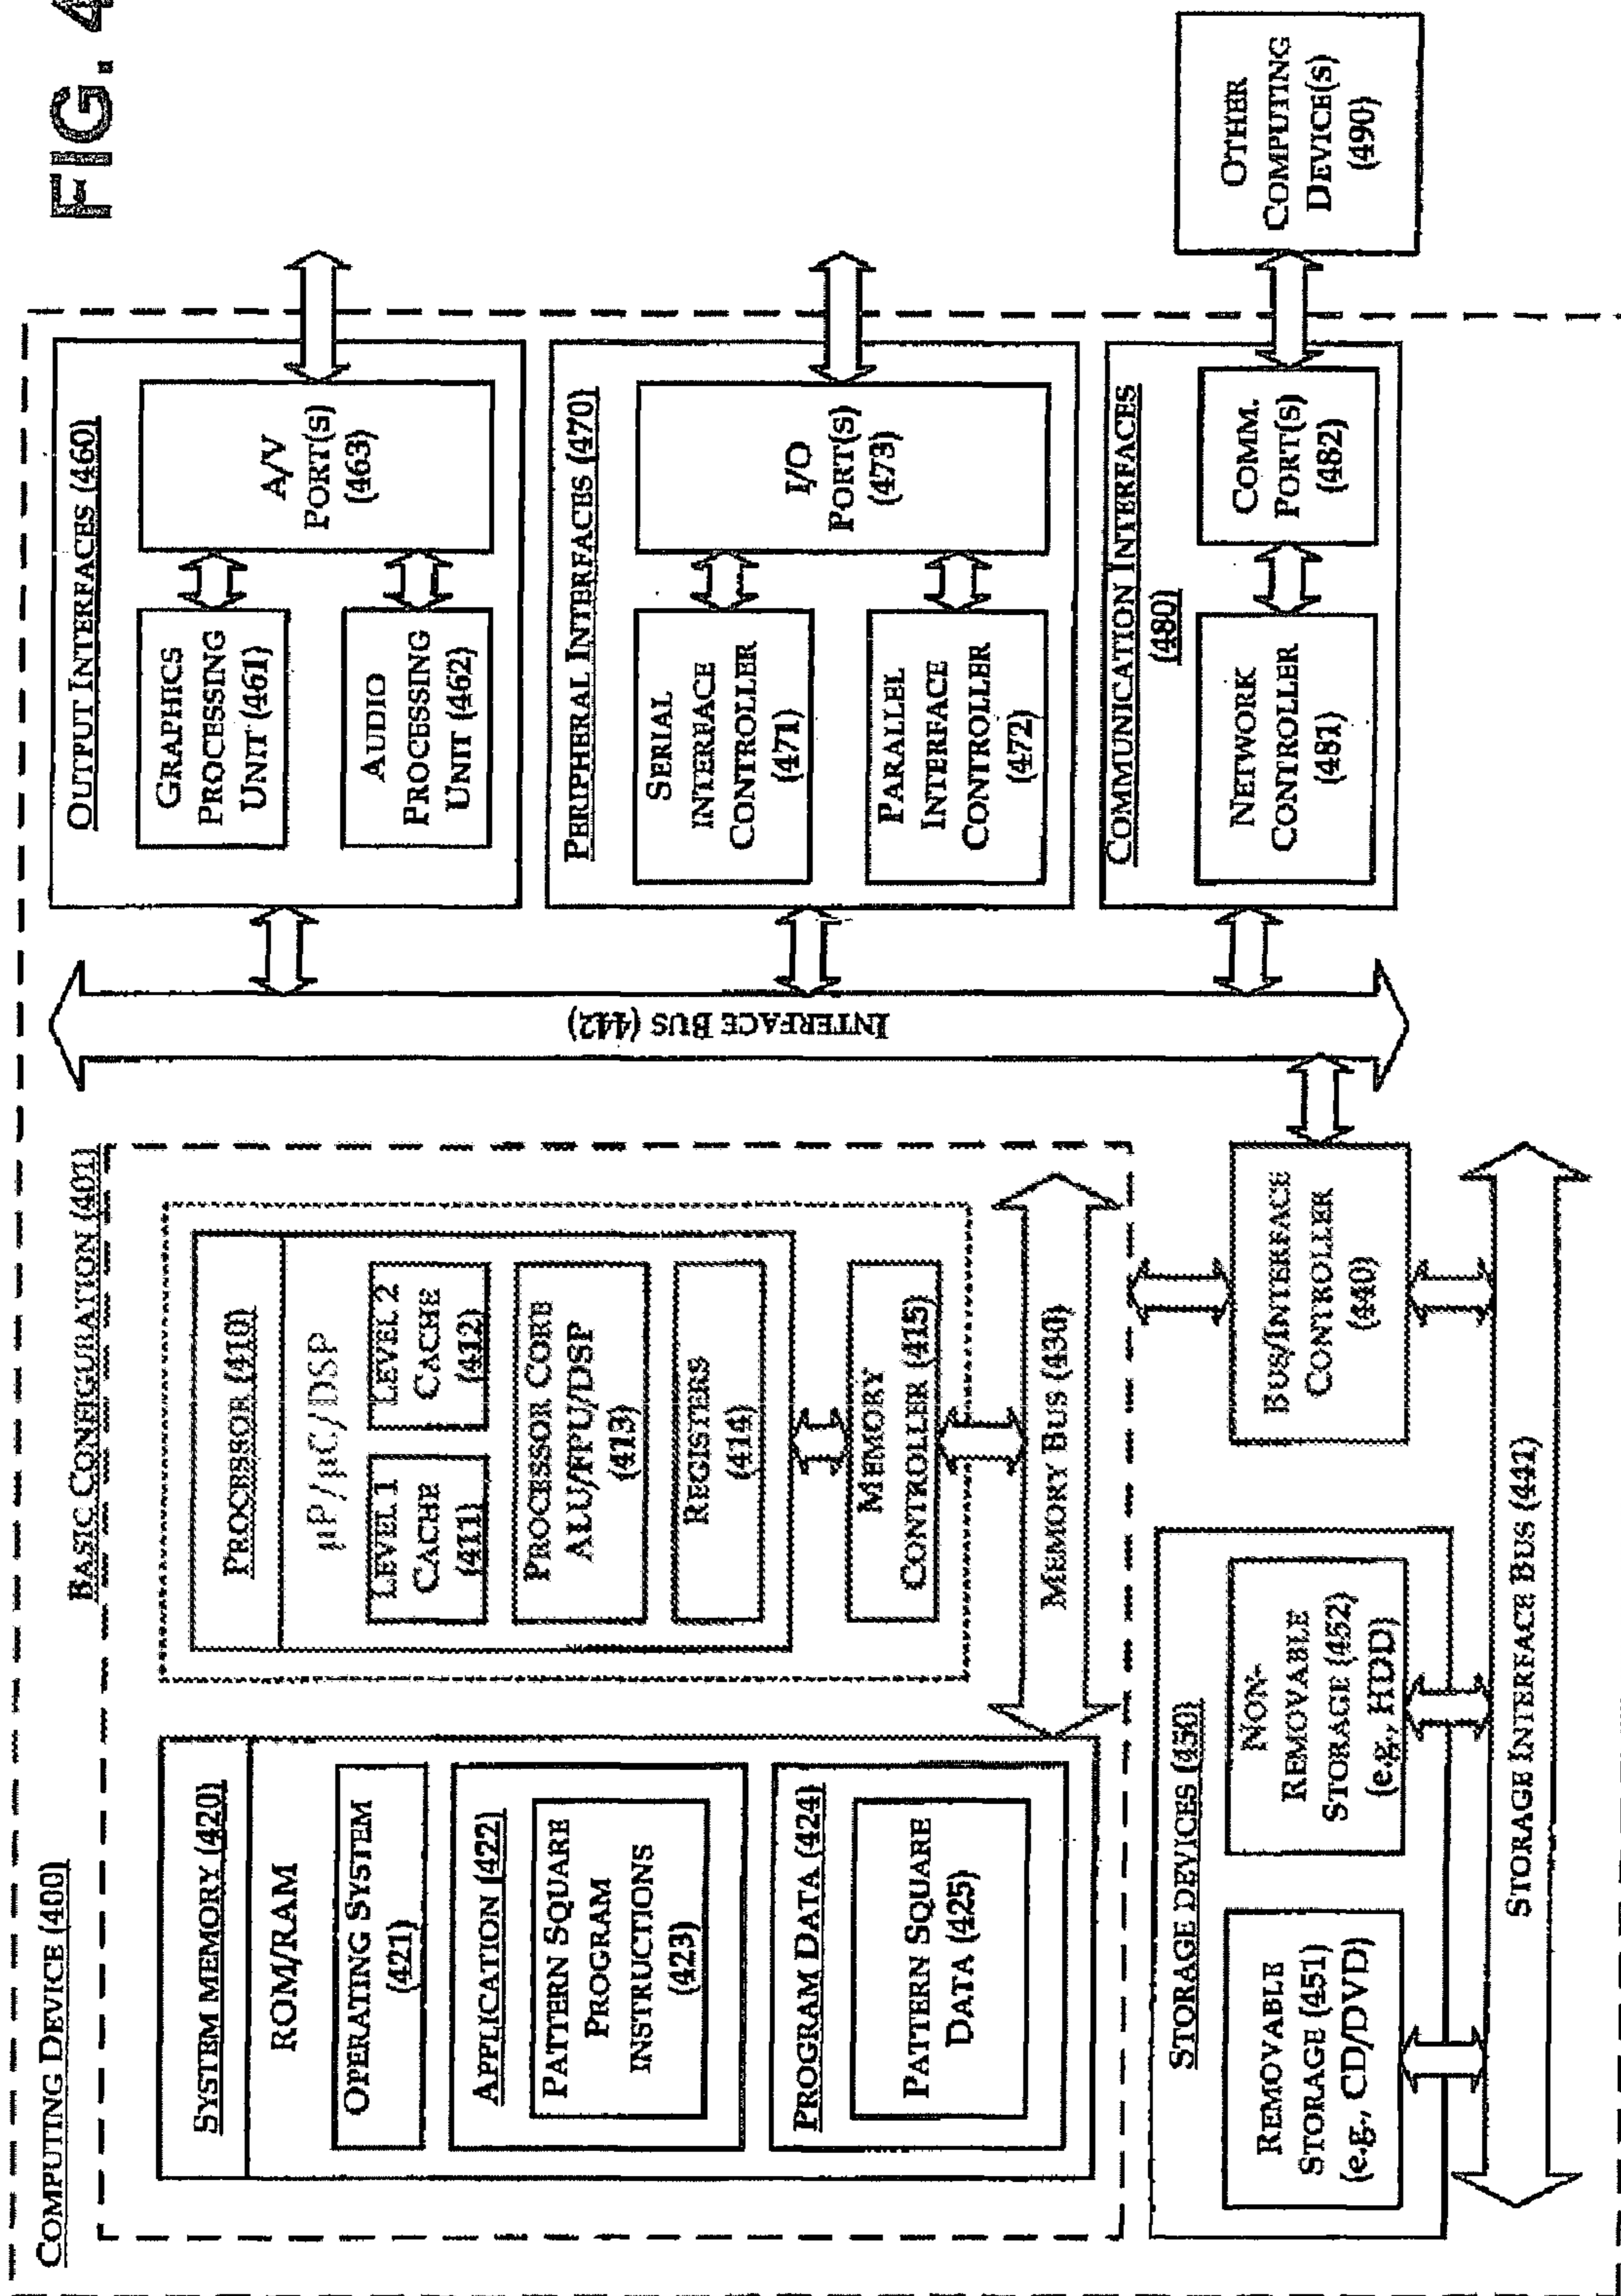 FIG. 4
COMPUTING DEVICE (400)
BASIC CONFIGURATION (401)
SYSTEM MEMORY (420)
ROM/RAM
OPERATING SYSTEM
(421)
APPLICATION (422)
PATTERN SQUARE
PROGRAM
INSTRUCTIONS
(423)
PROGRAM DATA (424)
PATTERN SQUARE
DATA (425)
PROCESSOR (410)
µP/µC/DSP
LEVEL 1
CACHE
(411)
LEVEL 2
CACHE
(412)
PROCESSOR CORE
ALU/FPU/DSP
(413)
REGISTERS
(414)
MEMORY
CONTROLLER (415)
MEMORY BUS (430)
BUS/INTERFACE
CONTROLLER
(440)
STORAGE DEVICES (450)
REMOVABLE
STORAGE (451)
(e.g., CD/DVD)
NON-
REMOVABLE
STORAGE (452)
(e.g., HDD)
STORAGE INTERFACE BUS (441)
INTERFACE BUS (442)
OUTPUT INTERFACES (460)
GRAPHICS
PROCESSING
UNIT (461)
AUDIO
PROCESSING
UNIT (462)
A/V
PORT(S)
(463)
PERIPHERAL INTERFACES (470)
SERIAL
INTERFACE
CONTROLLER
(471)
PARALLEL
INTERFACE
CONTROLLER
(472)
I/O
PORT(S)
(473)
COMMUNICATION INTERFACES
(480)
NETWORK
CONTROLLER
(481)
COMM.
PORT(S)
(482)
OTHER
COMPUTING
DEVICE(S)
(490)